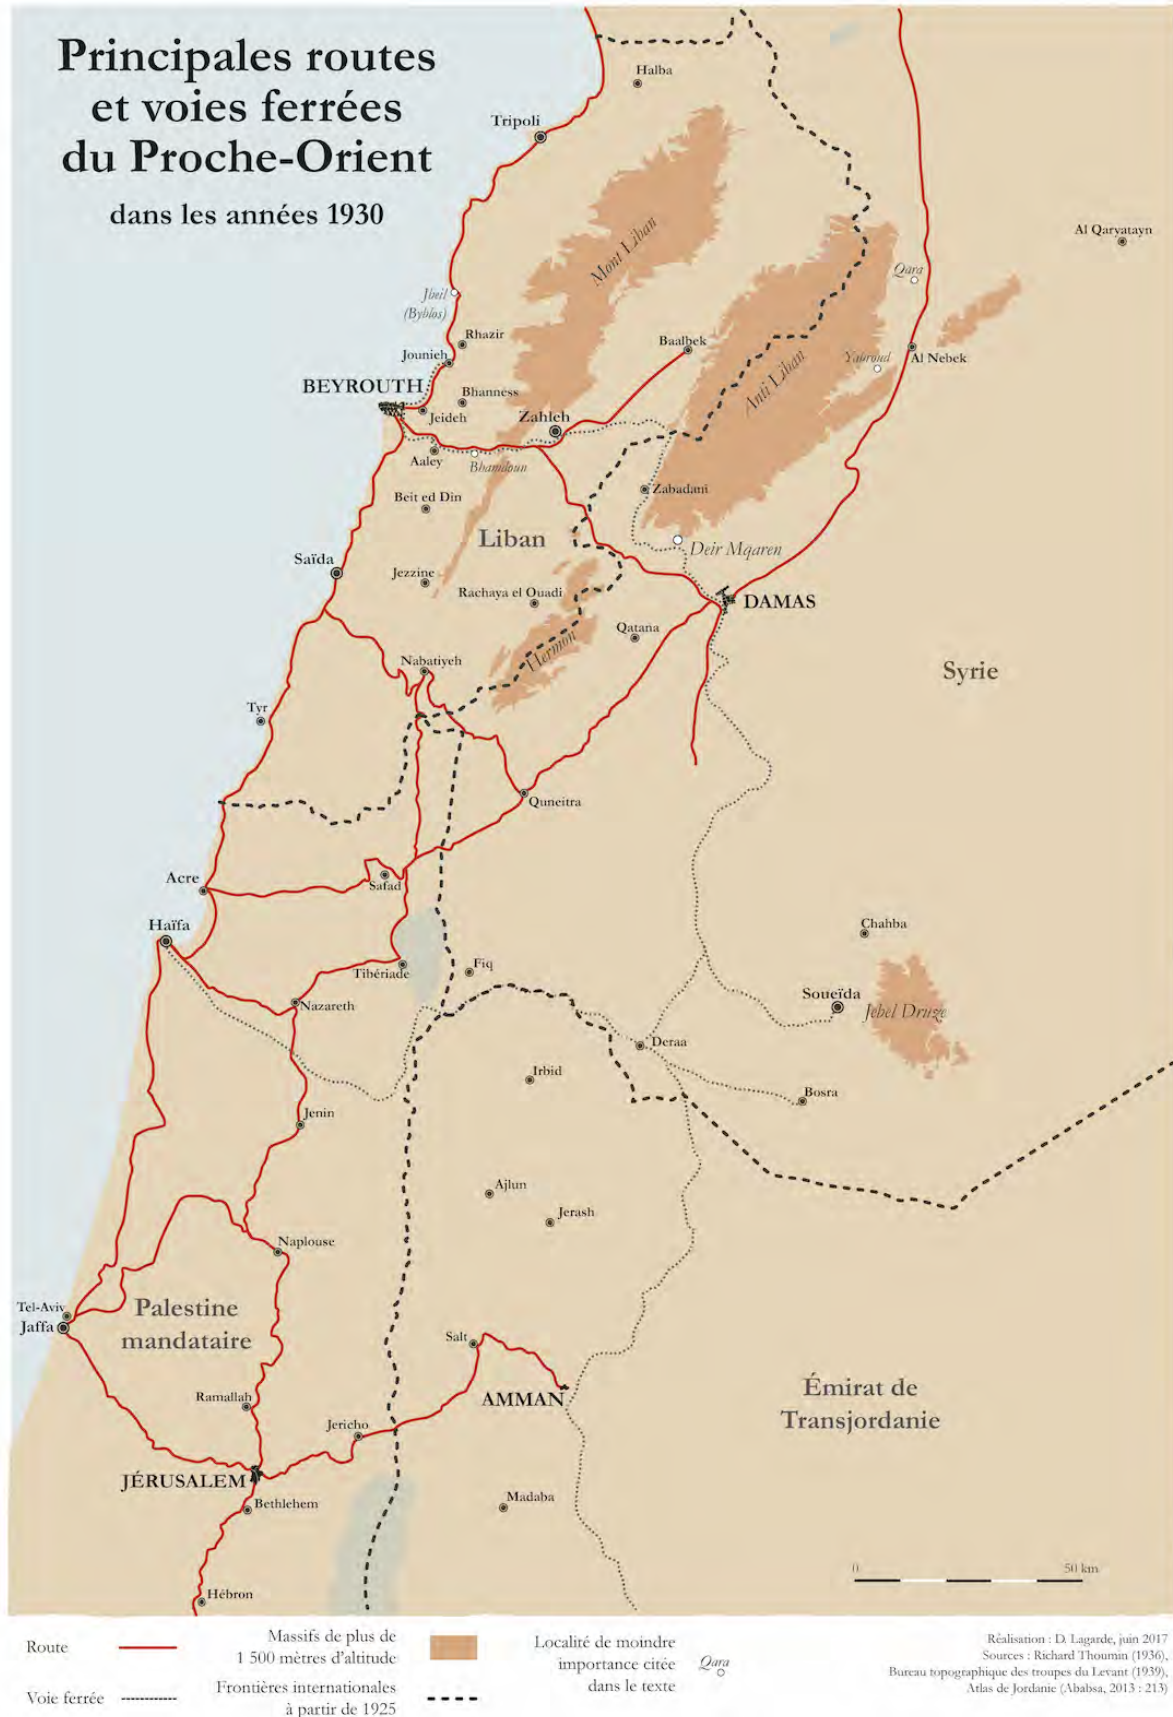 Principales routes
et voies ferrées
du Proche-Orient
dans les années 1930
Halba
Tripoli
Mont Liban
Al Qaryatayn
Qara
Jbeil
(Byblos)
Rhazir
Jounieh
Baalbek
Anti Liban
Yabroud
Al Nebek
BEYROUTH
Bhannéss
Jeideh
Zahleh
Aaley
Bhamdoun
Beit ed Din
Zabadani
Liban
Deir Mqaren
Saïda
Jezzine
Rachaya el Ouadi
DAMAS
Qatana
Hermon
Nabatiyeh
Syrie
Tyr
Quneitra
Acre
Safad
Haïfa
Chahba
Tibériade
Fiq
Nazareth
Soueïda
Jebel Druze
Deraa
Irbid
Bosra
Jenin
Ajlun
Jerash
Naplouse
Tel-Aviv
Jaffa
Palestine
mandataire
Salt
AMMAN
Émirat de
Transjordanie
Ramallah
Jericho
JÉRUSALEM
Bethlehem
Madaba
Hébron
0 50 km
Route
Massifs de plus de
1 500 mètres d'altitude
Localité de moindre
importance citée
dans le texte
Qara
Voie ferrée
Frontières internationales
à partir de 1925
Réalisation : D. Lagarde, juin 2017
Sources : Richard Thoumin (1936),
Bureau topographique des troupes du Levant (1939),
Atlas de Jordanie (Ababsa, 2013 : 213)